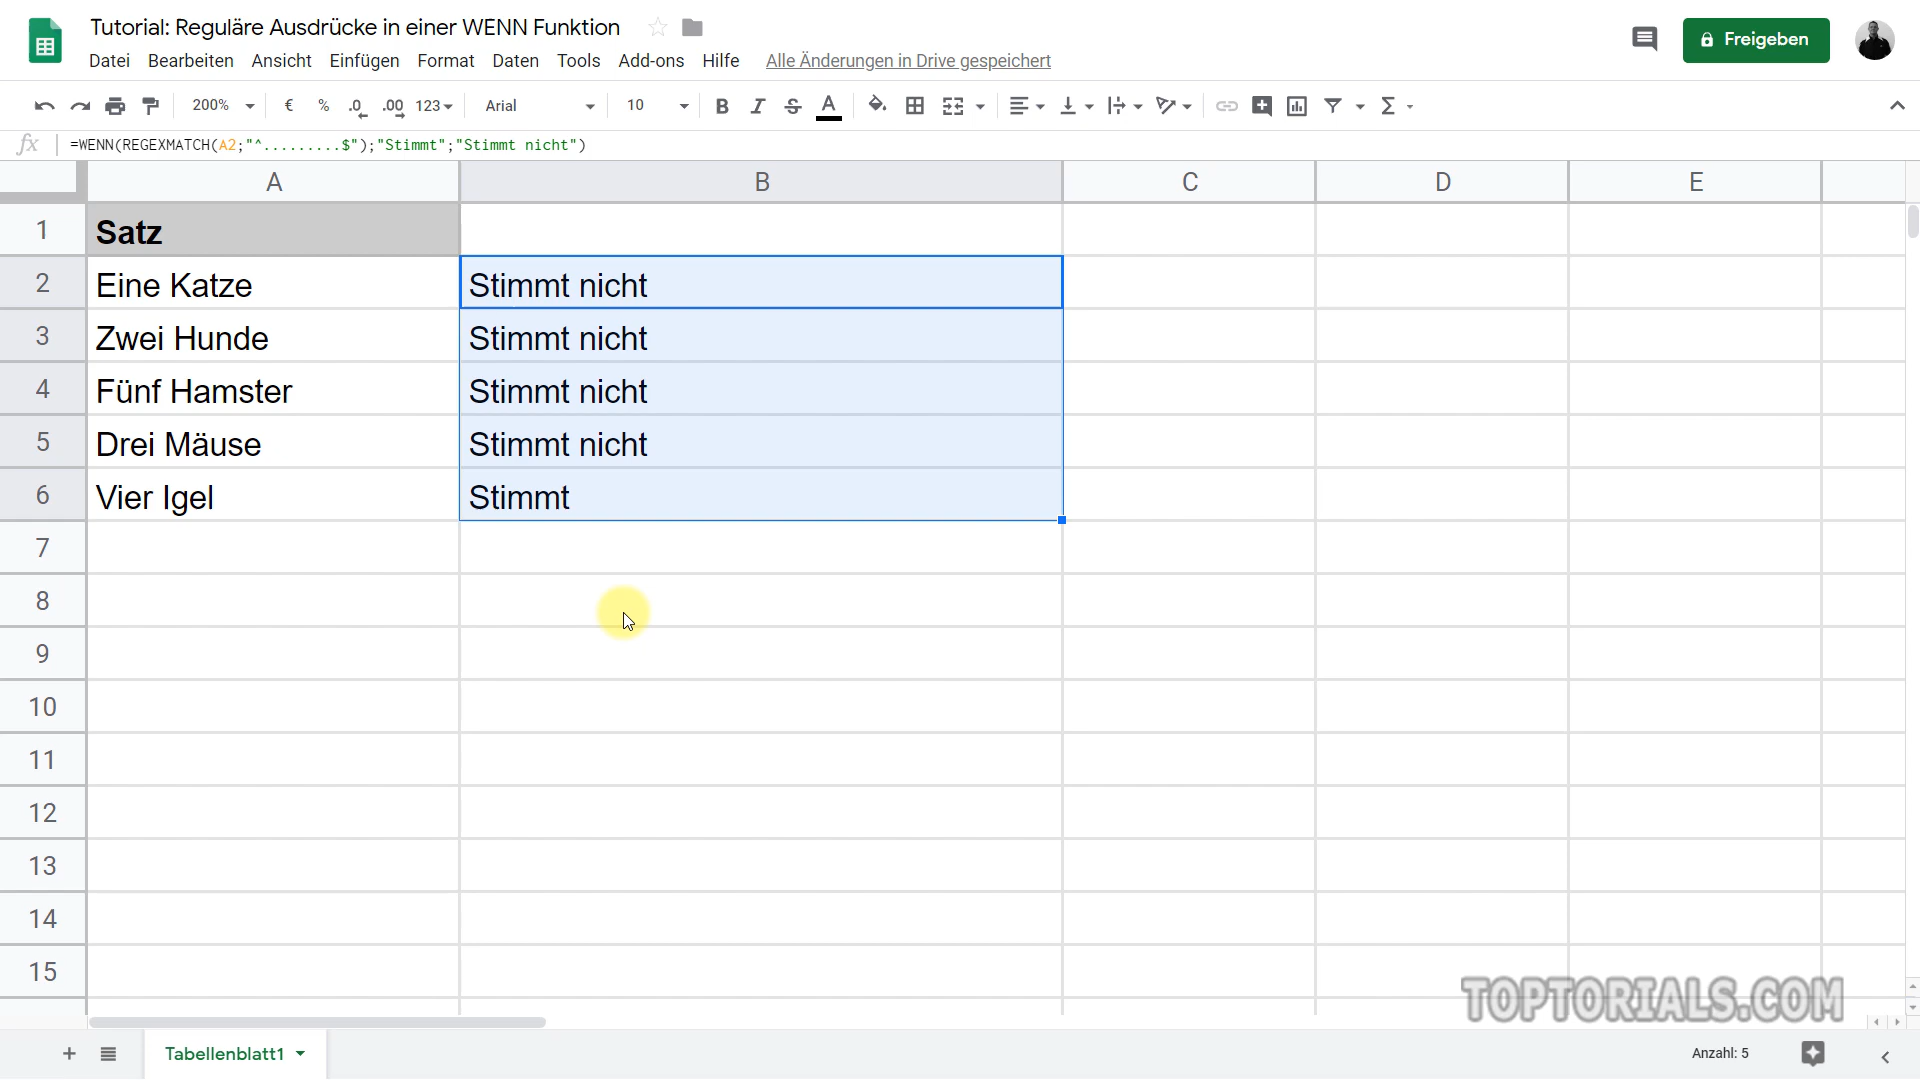 Tutorial: Reguläre Ausdrücke in einer WENN Funktion
Datei Bearbeiten Ansicht Einfügen Format Daten Tools Add-ons Hilfe Alle Änderungen in Drive gespeichert
Freigeben
200% € % .0 .00 123 Arial 10 B I S A Σ
fx =WENN(REGEXMATCH(A2;"^.........$");"Stimmt";"Stimmt nicht")
A B C D E
1 Satz
2 Eine Katze Stimmt nicht
3 Zwei Hunde Stimmt nicht
4 Fünf Hamster Stimmt nicht
5 Drei Mäuse Stimmt nicht
6 Vier Igel Stimmt
7
8
9
10
11
12
13
14
15
TOPTORIALS.COM
Tabellenblatt1 Anzahl: 5